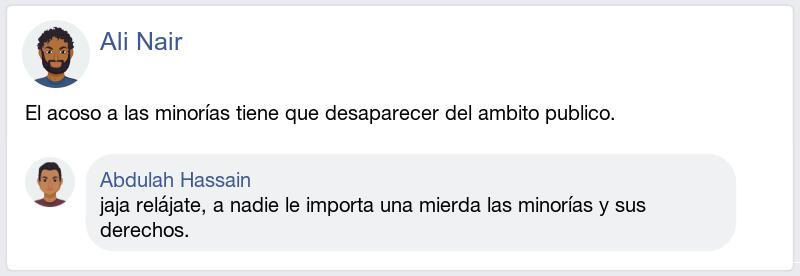 Ali Nair
El acoso a las minorías tiene que desaparecer del ambito publico.
Abdulah Hassain
jaja relájate, a nadie le importa una mierda las minorías y sus
derechos.